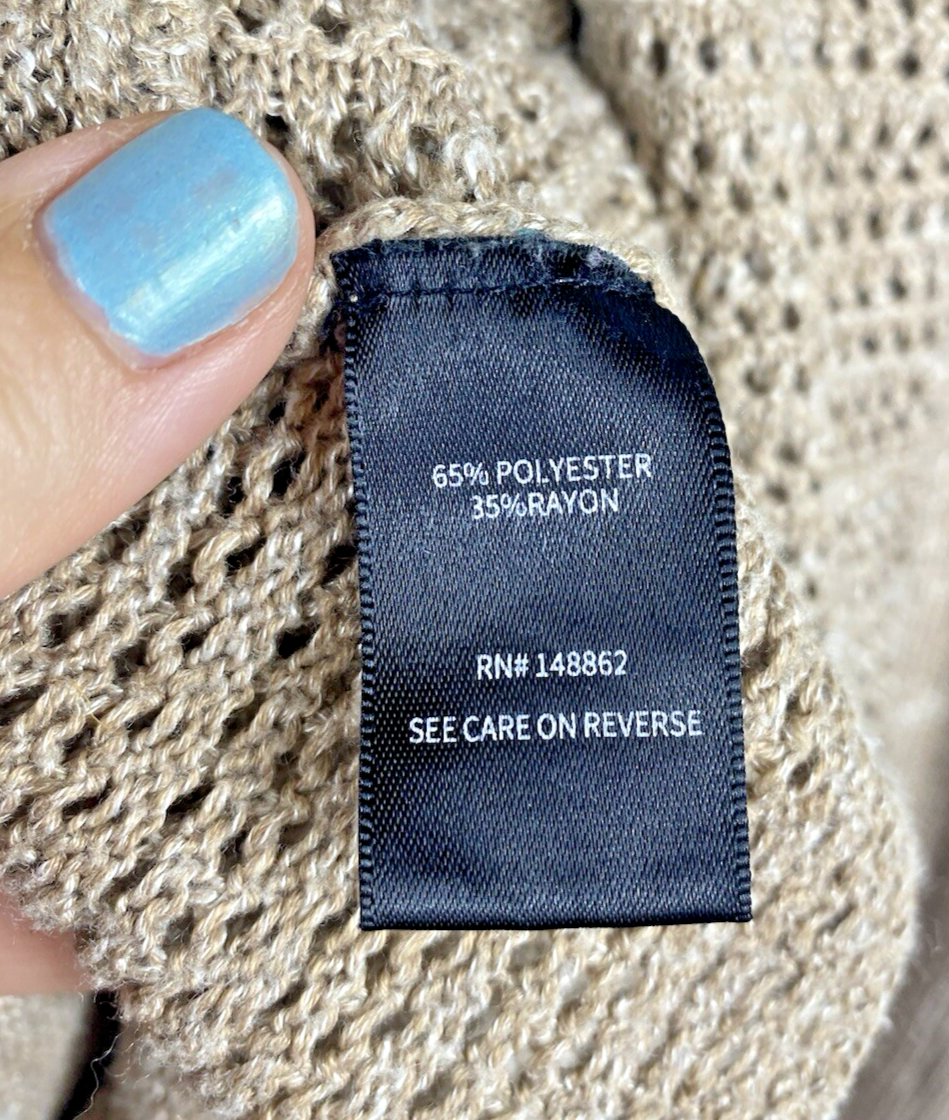 65% POLYESTER
35%RAYON
RN# 148862
SEE CARE ON REVERSE